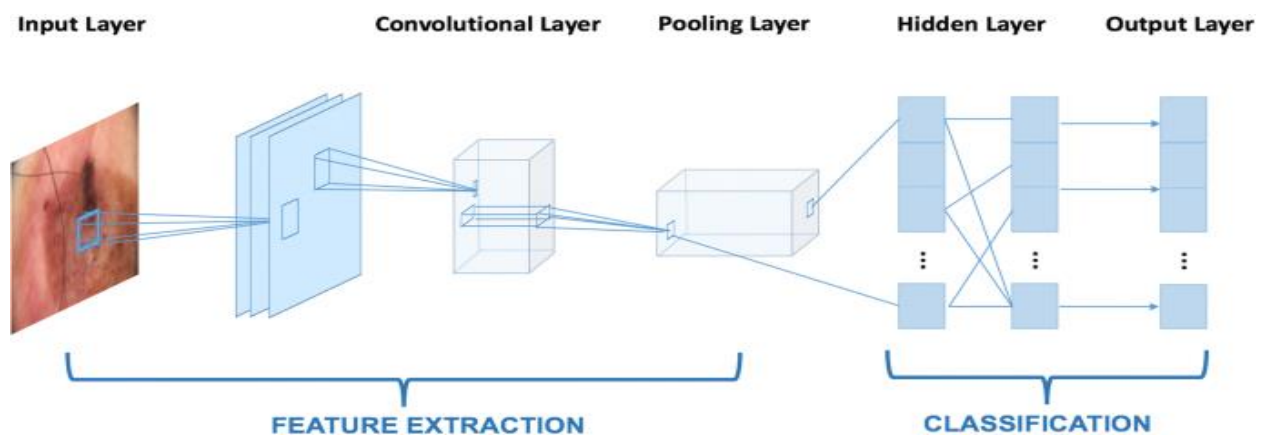 Input Layer
Convolutional Layer
Pooling Layer
Hidden Layer
Output Layer
FEATURE EXTRACTION
CLASSIFICATION